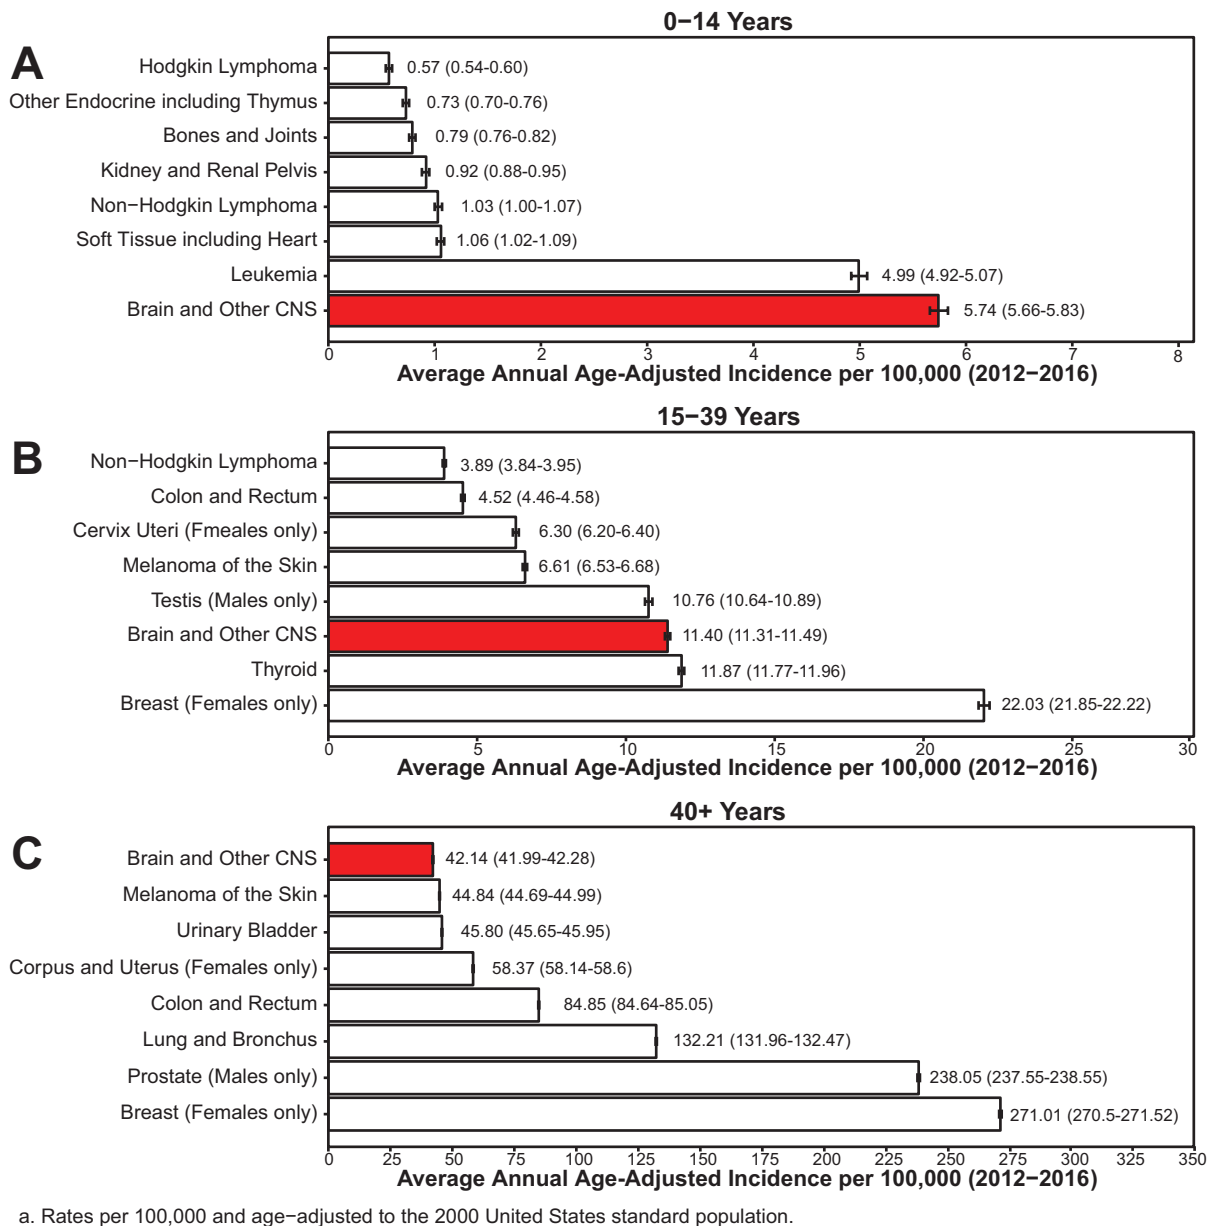 0−14 Years
A
Hodgkin Lymphoma 0.57 (0.54-0.60)
Other Endocrine including Thymus 0.73 (0.70-0.76)
Bones and Joints 0.79 (0.76-0.82)
Kidney and Renal Pelvis 0.92 (0.88-0.95)
Non−Hodgkin Lymphoma 1.03 (1.00-1.07)
Soft Tissue including Heart 1.06 (1.02-1.09)
Leukemia 4.99 (4.92-5.07)
Brain and Other CNS 5.74 (5.66-5.83)
0 1 2 3 4 5 6 7 8
Average Annual Age-Adjusted Incidence per 100,000 (2012−2016)
15−39 Years
B
Non−Hodgkin Lymphoma 3.89 (3.84-3.95)
Colon and Rectum 4.52 (4.46-4.58)
Cervix Uteri (Fmeales only) 6.30 (6.20-6.40)
Melanoma of the Skin 6.61 (6.53-6.68)
Testis (Males only) 10.76 (10.64-10.89)
Brain and Other CNS 11.40 (11.31-11.49)
Thyroid 11.87 (11.77-11.96)
Breast (Females only) 22.03 (21.85-22.22)
0 5 10 15 20 25 30
Average Annual Age-Adjusted Incidence per 100,000 (2012−2016)
40+ Years
C
Brain and Other CNS 42.14 (41.99-42.28)
Melanoma of the Skin 44.84 (44.69-44.99)
Urinary Bladder 45.80 (45.65-45.95)
Corpus and Uterus (Females only) 58.37 (58.14-58.6)
Colon and Rectum 84.85 (84.64-85.05)
Lung and Bronchus 132.21 (131.96-132.47)
Prostate (Males only) 238.05 (237.55-238.55)
Breast (Females only) 271.01 (270.5-271.52)
0 25 50 75 100 125 150 175 200 225 250 275 300 325 350
Average Annual Age-Adjusted Incidence per 100,000 (2012−2016)
a. Rates per 100,000 and age−adjusted to the 2000 United States standard population.